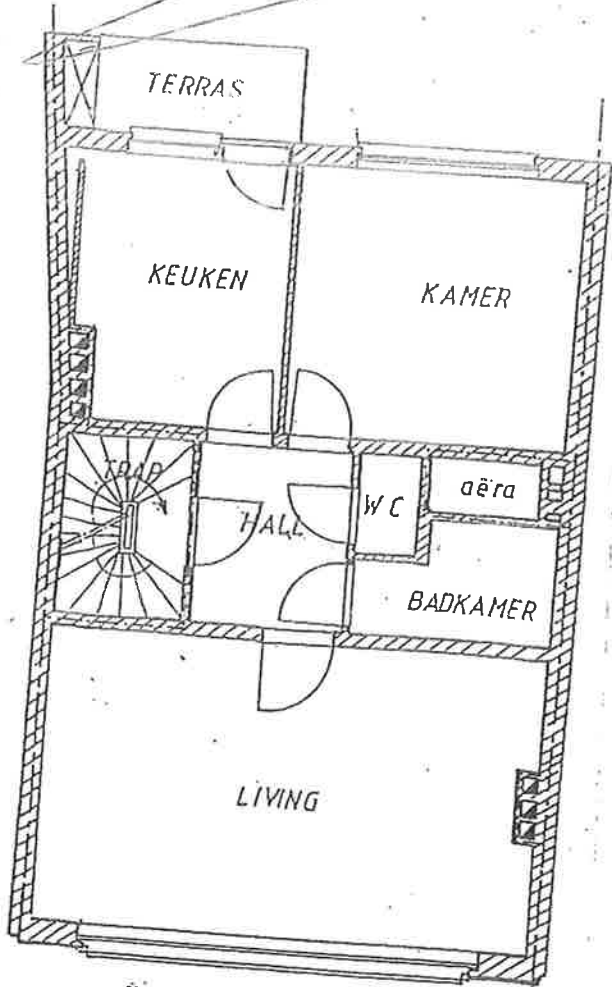 TERRAS
KEUKEN
KAMER
TRAP
HALL
WC
aëra
BADKAMER
LIVING